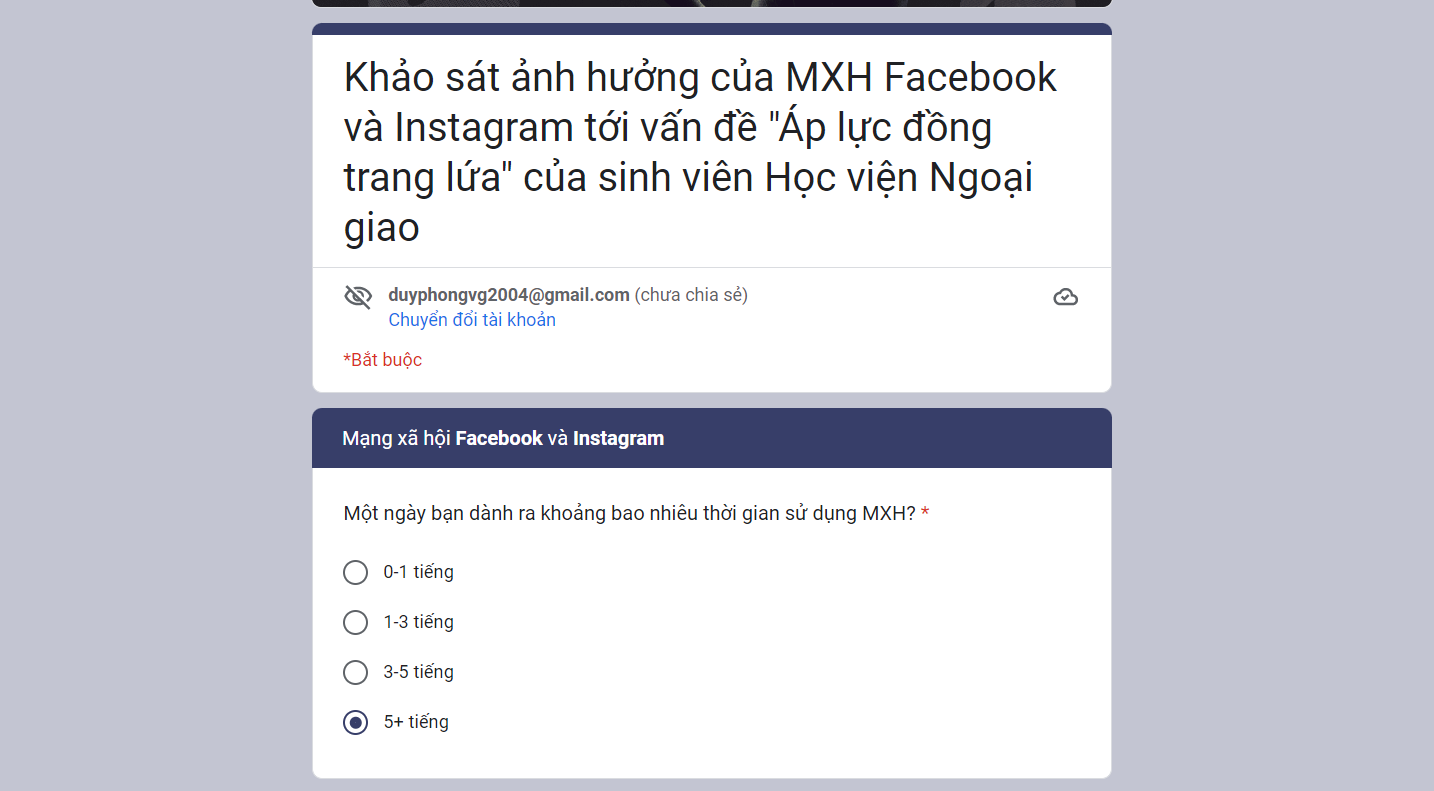 Khảo sát ảnh hưởng của MXH Facebook
và Instagram tới vấn đề "Áp lực đồng
trang lứa" của sinh viên Học viện Ngoại
giao
duyphongvg2004@gmail.com (chưa chia sẻ)
Chuyển đổi tài khoản
*Bắt buộc
Mạng xã hội Facebook và Instagram
Một ngày bạn dành ra khoảng bao nhiêu thời gian sử dụng MXH? *
0-1 tiếng
1-3 tiếng
3-5 tiếng
5+ tiếng